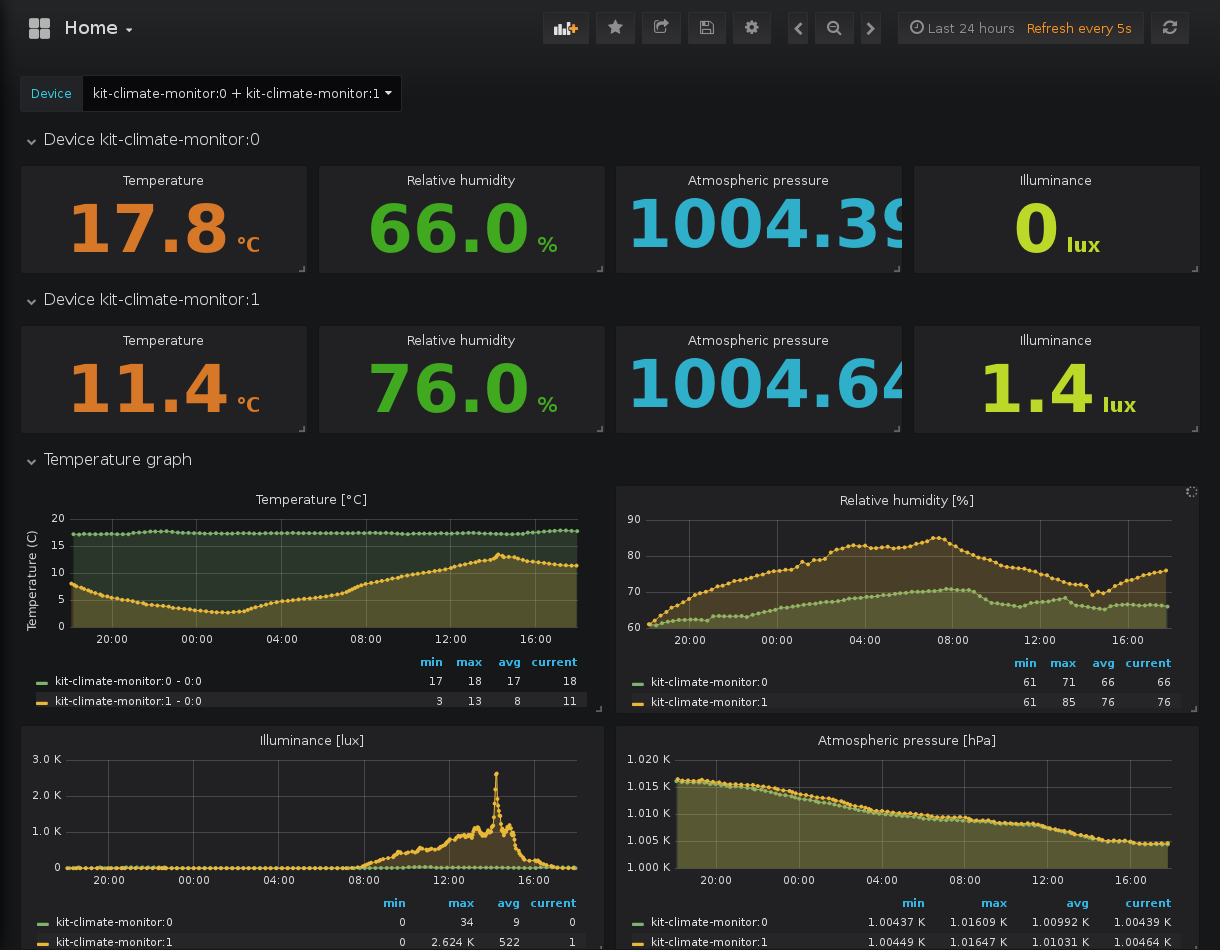 Home
Last 24 hours Refresh every 5s
Device kit-climate-monitor:0 + kit-climate-monitor:1
Device kit-climate-monitor:0
Temperature Relative humidity Atmospheric pressure Illuminance
17.8 °C 66.0 % 1004.39 0 lux
Device kit-climate-monitor:1
Temperature Relative humidity Atmospheric pressure Illuminance
11.4 °C 76.0 % 1004.64 1.4 lux
Temperature graph
Temperature [°C]
Temperature (C)
20
15
10
5
0
20:00 00:00 04:00 08:00 12:00 16:00
min max avg current
kit-climate-monitor:0 - 0:0 17 18 17 18
kit-climate-monitor:1 - 0:0 3 13 8 11
Relative humidity [%]
90
80
70
60
20:00 00:00 04:00 08:00 12:00 16:00
min max avg current
kit-climate-monitor:0 61 71 66 66
kit-climate-monitor:1 61 85 76 76
Illuminance [lux]
3.0 K
2.0 K
1.0 K
0
20:00 00:00 04:00 08:00 12:00 16:00
min max avg current
kit-climate-monitor:0 0 34 9 0
kit-climate-monitor:1 0 2.624 K 522 1
Atmospheric pressure [hPa]
1.020 K
1.015 K
1.010 K
1.005 K
1.000 K
20:00 00:00 04:00 08:00 12:00 16:00
min max avg current
kit-climate-monitor:0 1.00437 K 1.01609 K 1.00992 K 1.00439 K
kit-climate-monitor:1 1.00449 K 1.01647 K 1.01031 K 1.00464 K